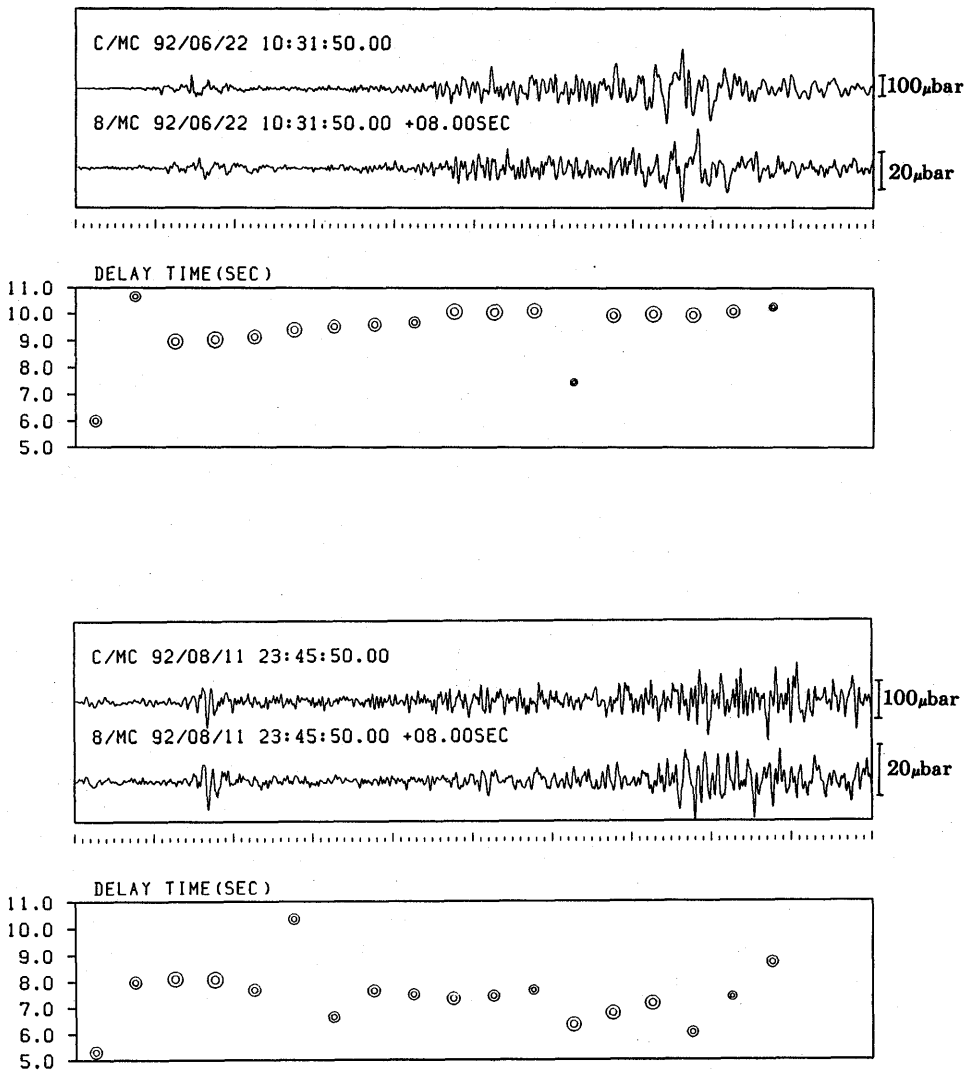 C/MC 92/06/22 10:31:50.00
100μbar
8/MC 92/06/22 10:31:50.00 +08.00SEC
20μbar
DELAY TIME(SEC)
11.0
10.0
9.0
8.0
7.0
6.0
5.0
C/MC 92/08/11 23:45:50.00
100μbar
8/MC 92/08/11 23:45:50.00 +08.00SEC
20μbar
DELAY TIME(SEC)
11.0
10.0
9.0
8.0
7.0
6.0
5.0